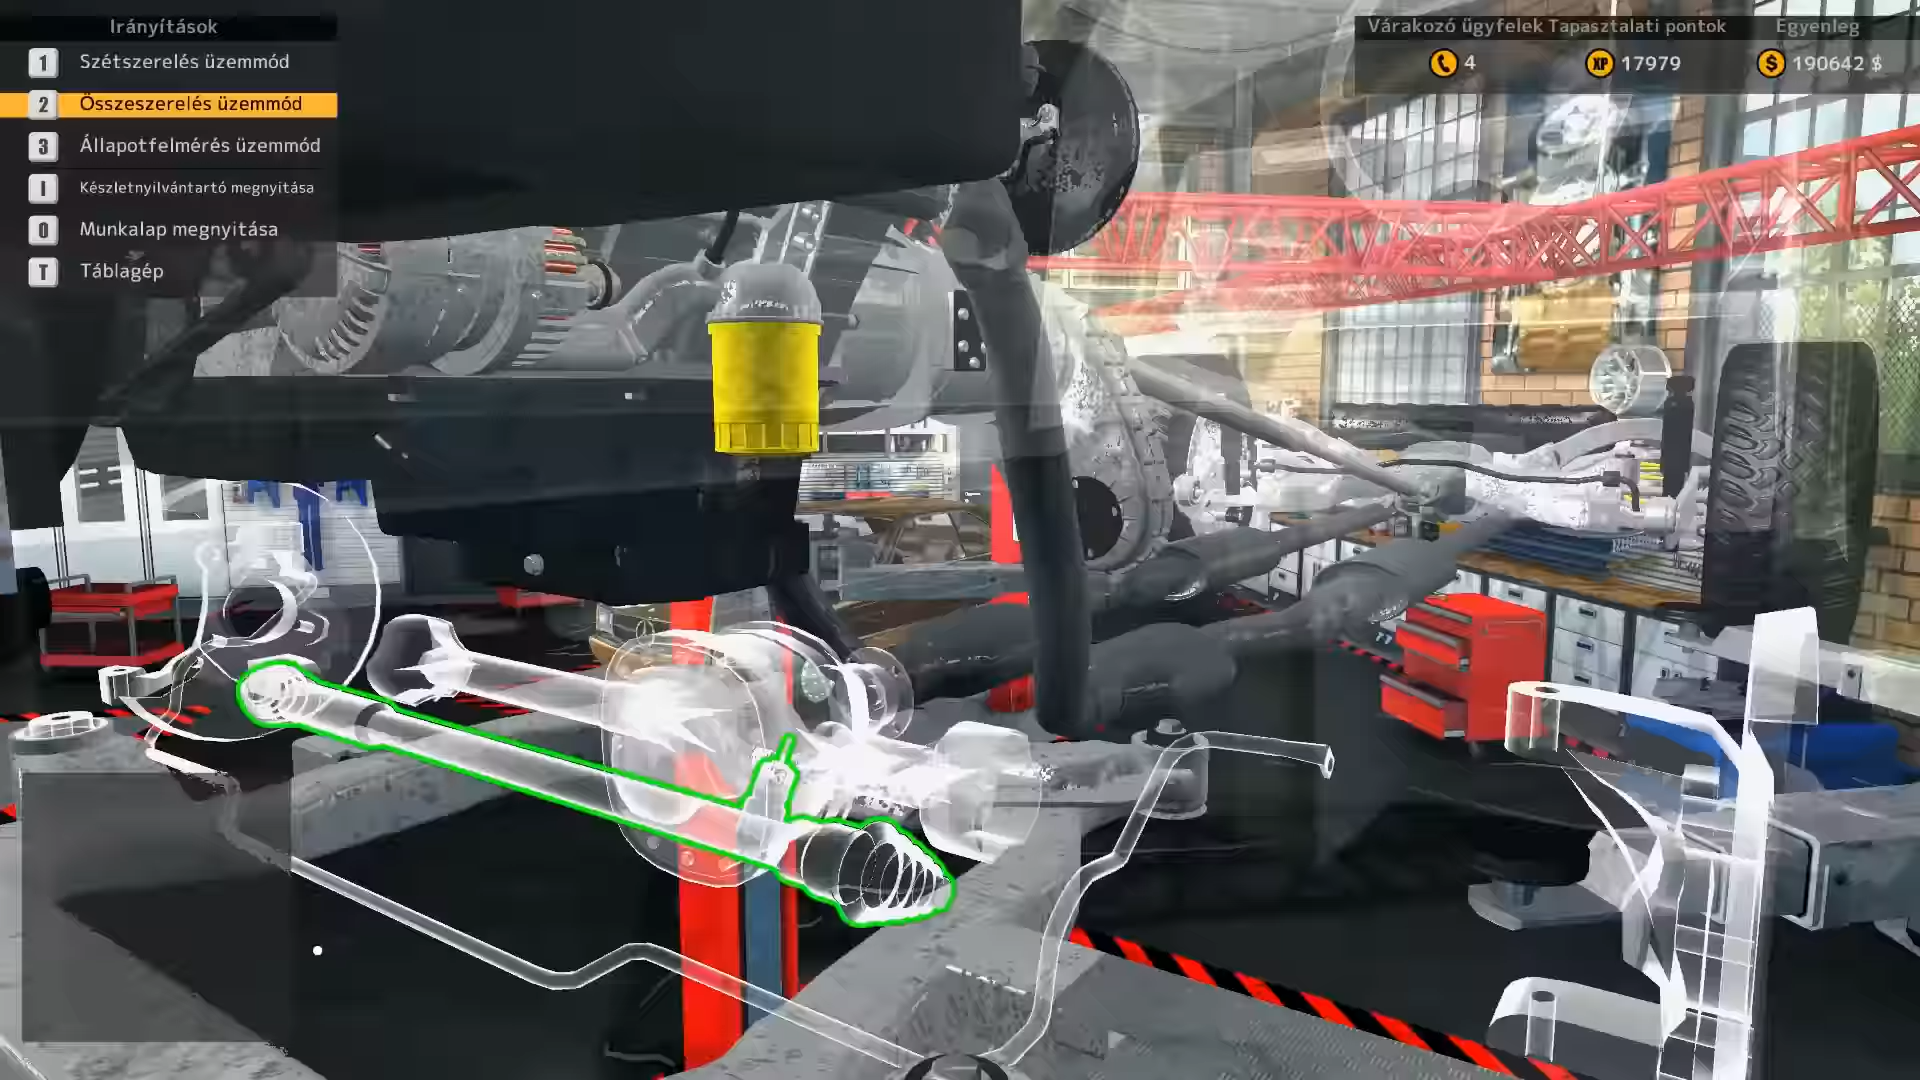 Irányítások
1 Szétszerelés üzemmód
2 Összeszerelés üzemmód
3 Állapotfelmérés üzemmód
I Készletnyilvántartó megnyitása
O Munkalap megnyitása
T Táblagép
Várakozó ügyfelek Tapasztalati pontok Egyenleg
4 XP 17979 $ 190642 $